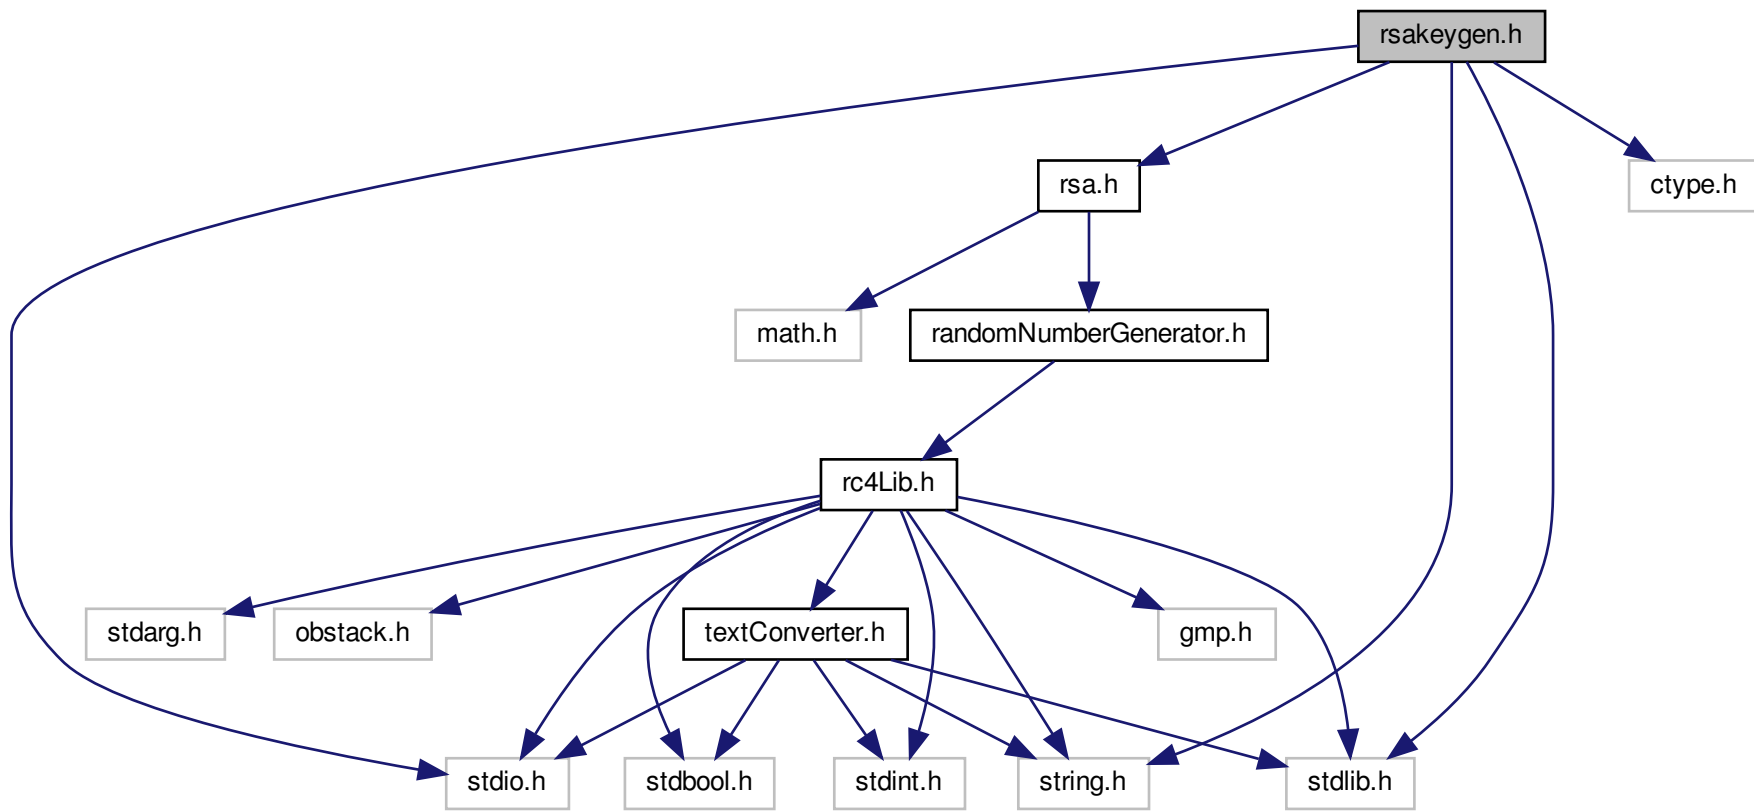 rsakeygen.h
rsa.h
ctype.h
math.h
randomNumberGenerator.h
rc4Lib.h
stdarg.h
obstack.h
textConverter.h
gmp.h
stdio.h
stdbool.h
stdint.h
string.h
stdlib.h